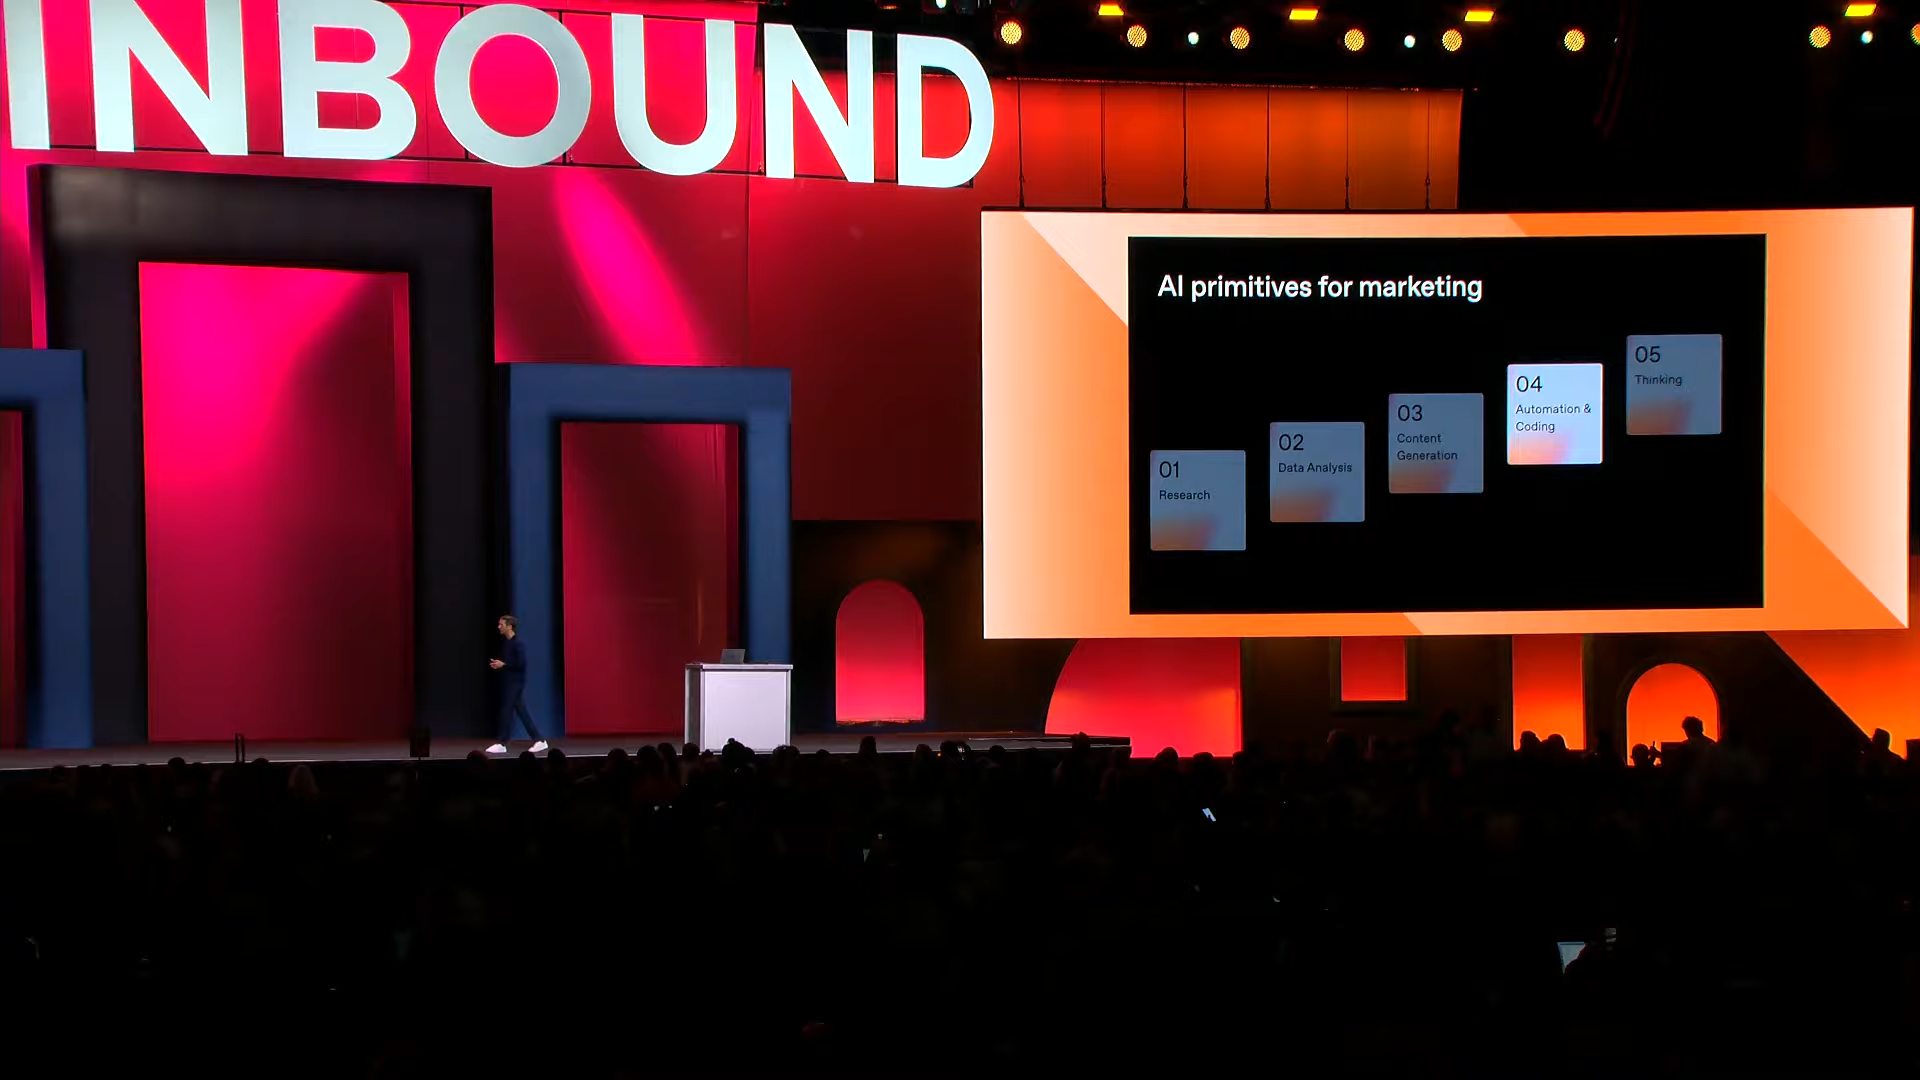 INBOUND
AI primitives for marketing
01
Research
02
Data Analysis
03
Content
Generation
04
Automation &
Coding
05
Thinking